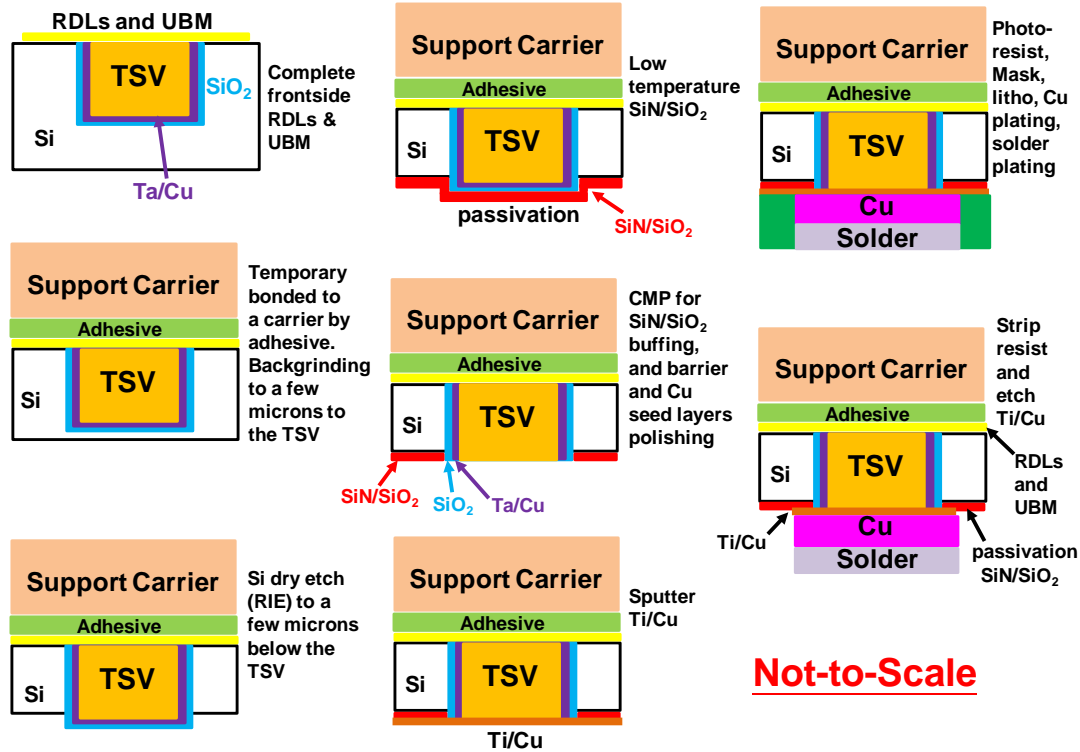 RDLs and UBM
TSV
SiO2
Si
Ta/Cu
Complete
frontside
RDLs &
UBM
Support Carrier
Adhesive
Si
TSV
Temporary
bonded to
a carrier by
adhesive.
Backgrinding
to a few
microns to
the TSV
Support Carrier
Adhesive
Si
TSV
Si dry etch
(RIE) to a
few microns
below the
TSV
Support Carrier
Adhesive
Si
TSV
passivation
SiN/SiO2
Low
temperature
SiN/SiO2
Support Carrier
Adhesive
Si
TSV
SiN/SiO2
SiO2
Ta/Cu
CMP for
SiN/SiO2
buffing,
and barrier
and Cu
seed layers
polishing
Support Carrier
Adhesive
Si
TSV
Ti/Cu
Sputter
Ti/Cu
Support Carrier
Adhesive
Si
TSV
Cu
Solder
Photo-
resist,
Mask,
litho, Cu
plating,
solder
plating
Support Carrier
Adhesive
Si
TSV
Cu
Solder
Ti/Cu
Strip
resist
and
etch
Ti/Cu
RDLs
and
UBM
passivation
SiN/SiO2
Not-to-Scale